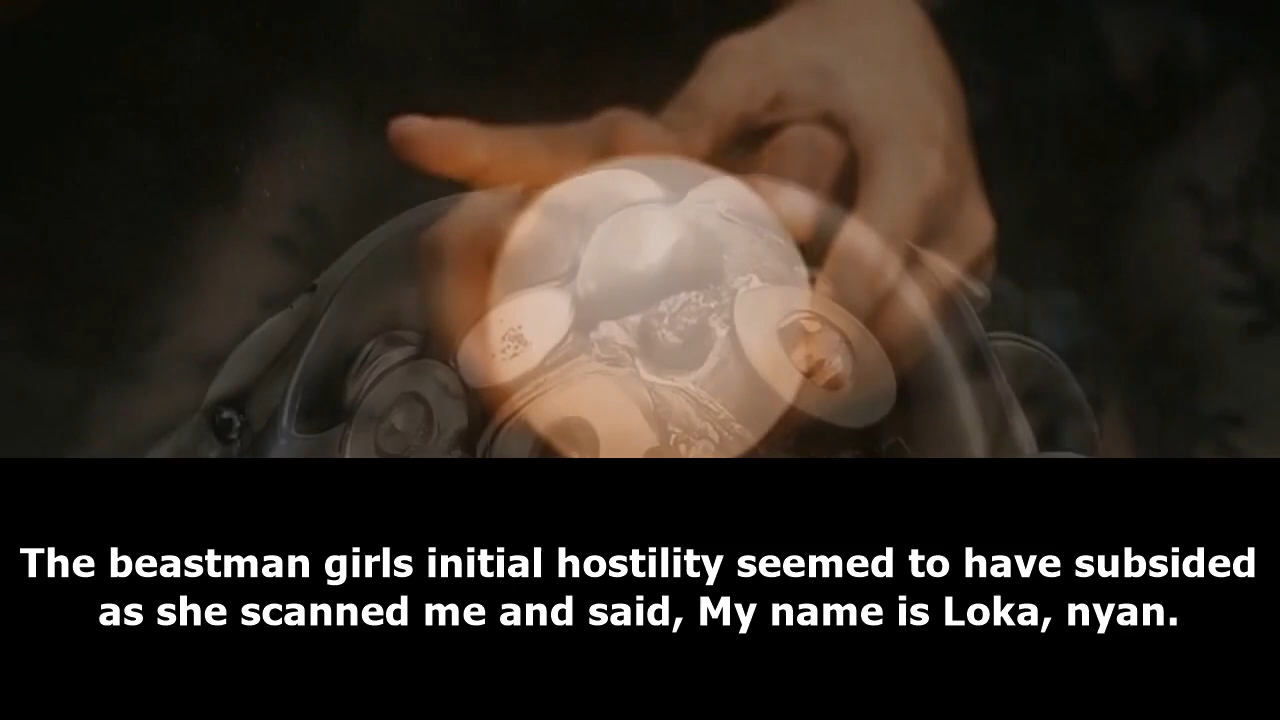 The beastman girls initial hostility seemed to have subsided
as she scanned me and said, My name is Loka, nyan.